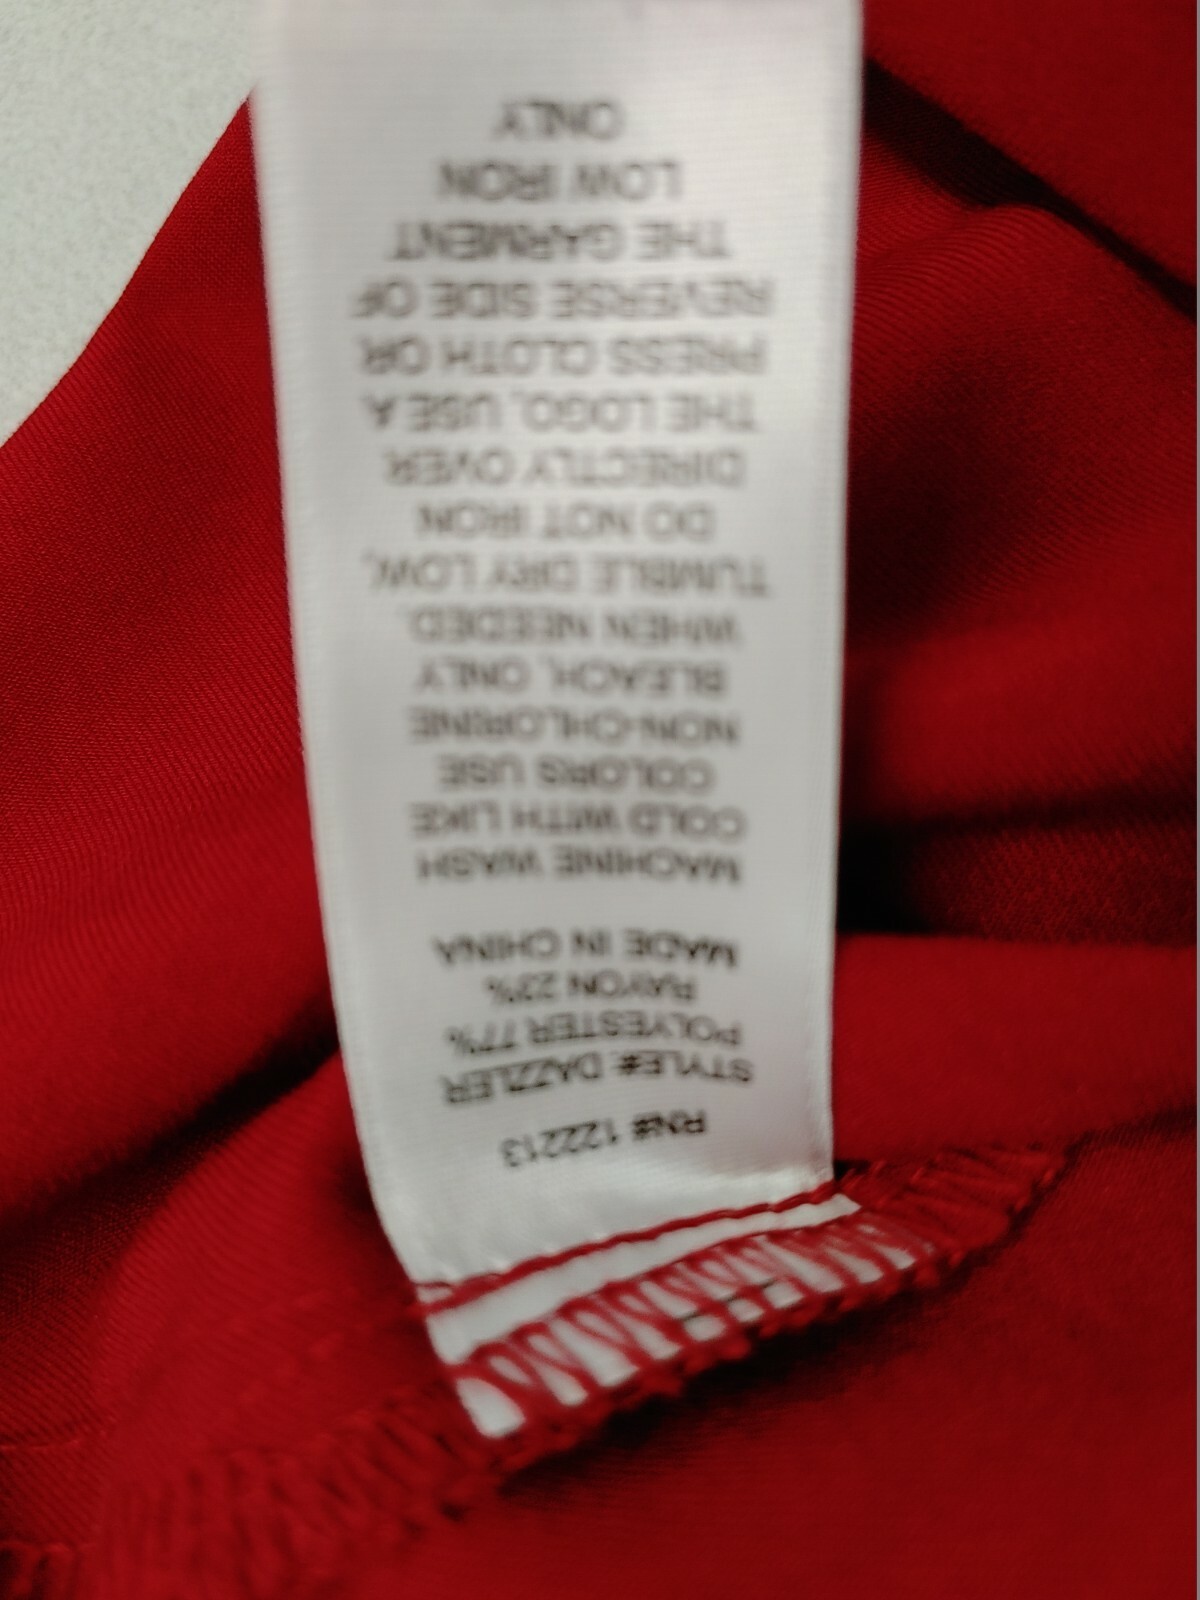 RN# 122213
STYLE# DAZZLER
POLYESTER 77%
RAYON 23%
MADE IN CHINA
MACHINE WASH
COLD WITH LIKE
COLORS USE
NON-CHLORINE
BLEACH, ONLY
WHEN NEEDED.
TUMBLE DRY LOW,
DO NOT IRON
DIRECTLY OVER
THE LOGO, USE A
PRESS CLOTH OR
REVERSE SIDE OF
THE GARMENT
LOW IRON
ONLY